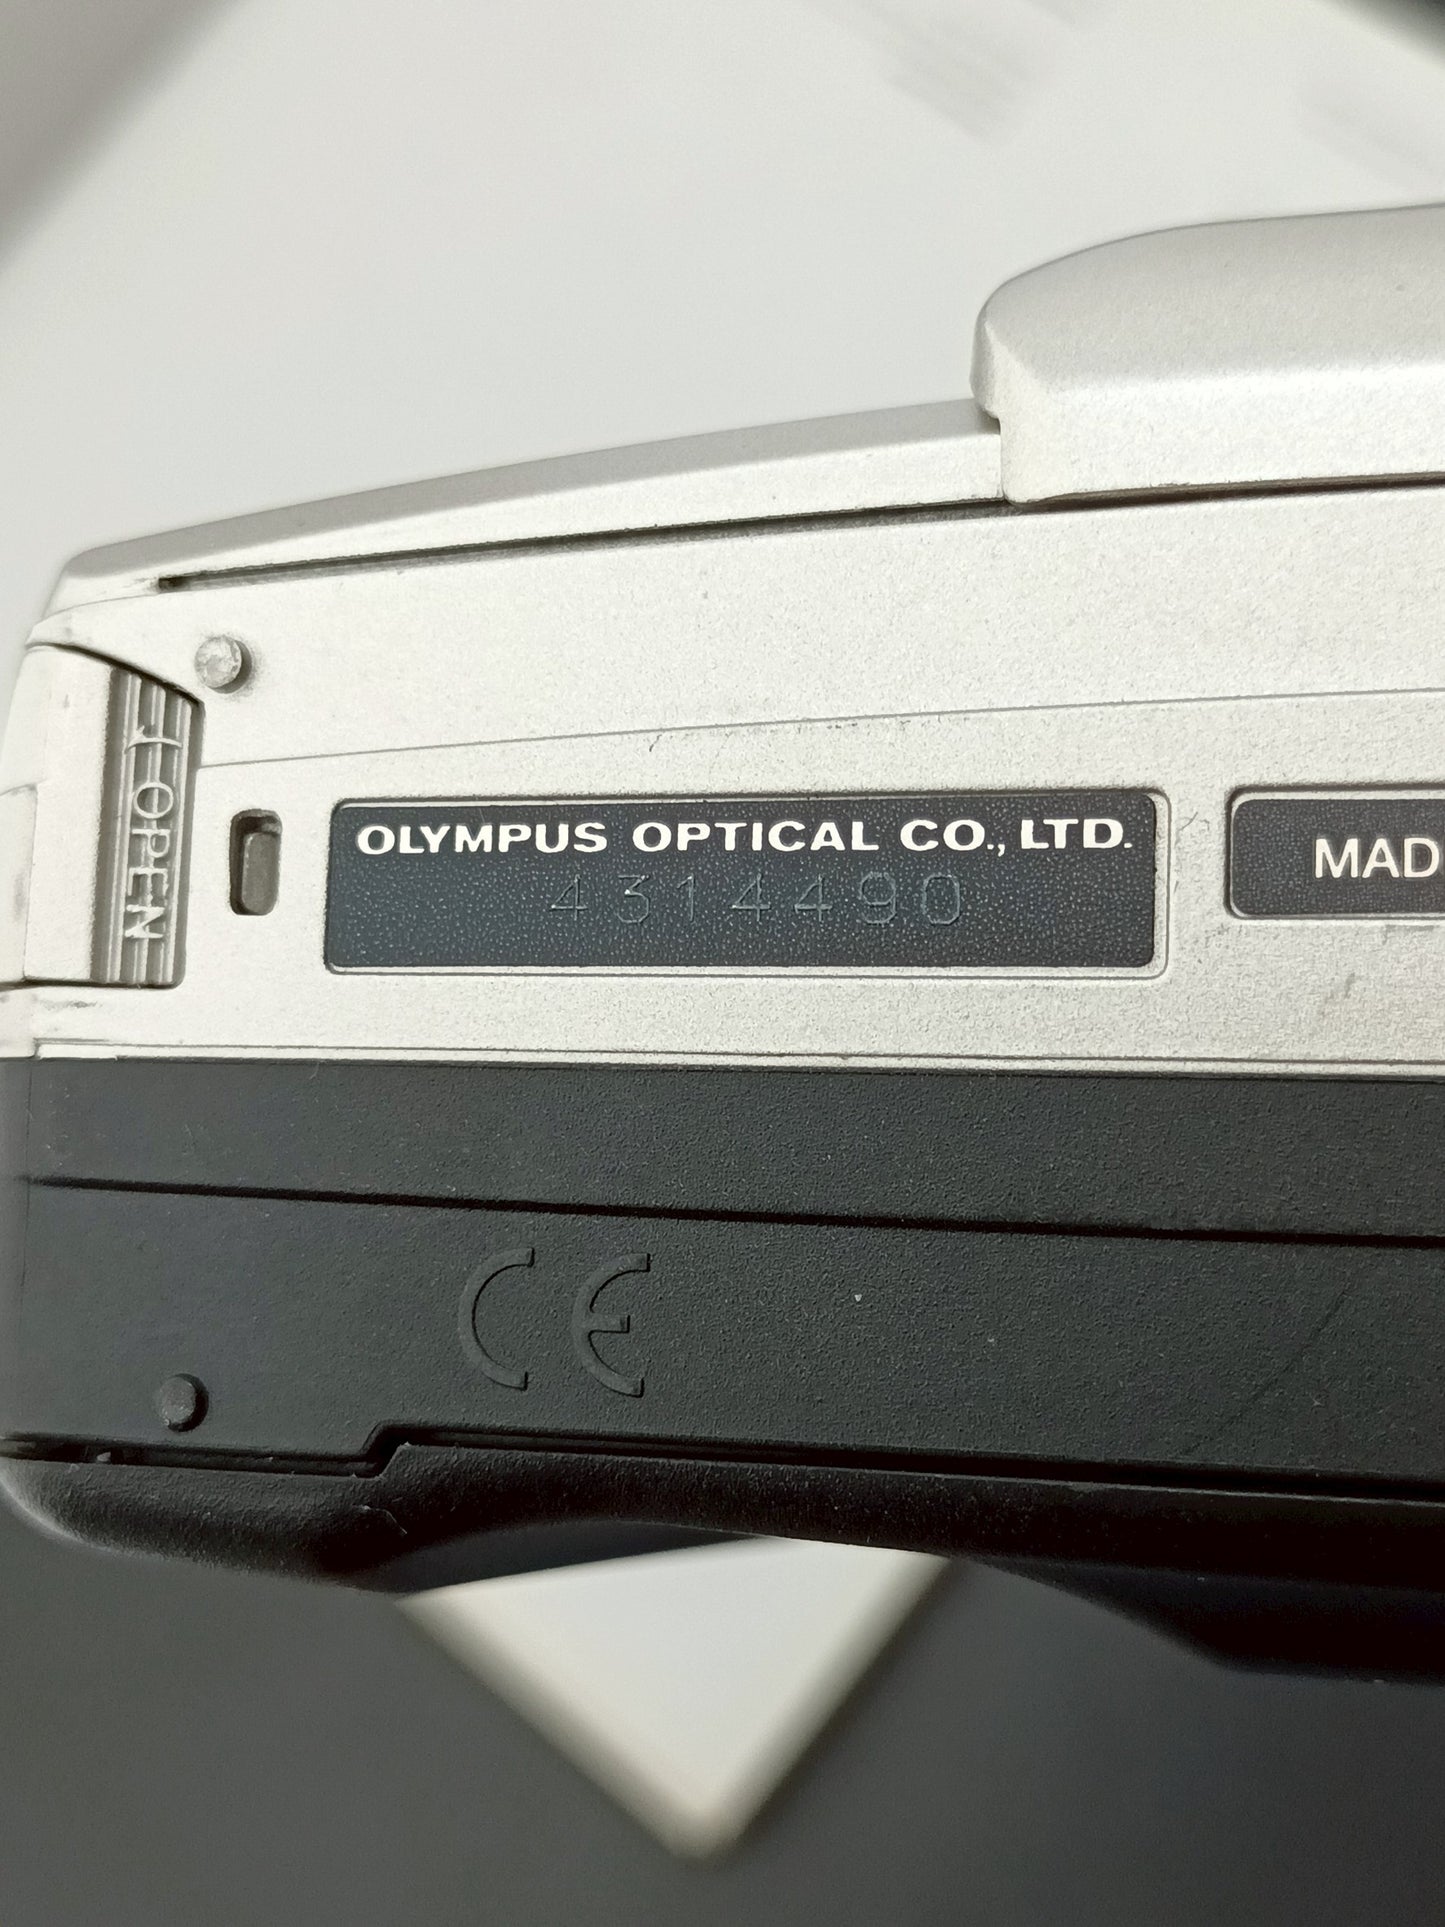 OLYMPUS OPTICAL CO., LTD.
4314490
MAD
OPEN
CE